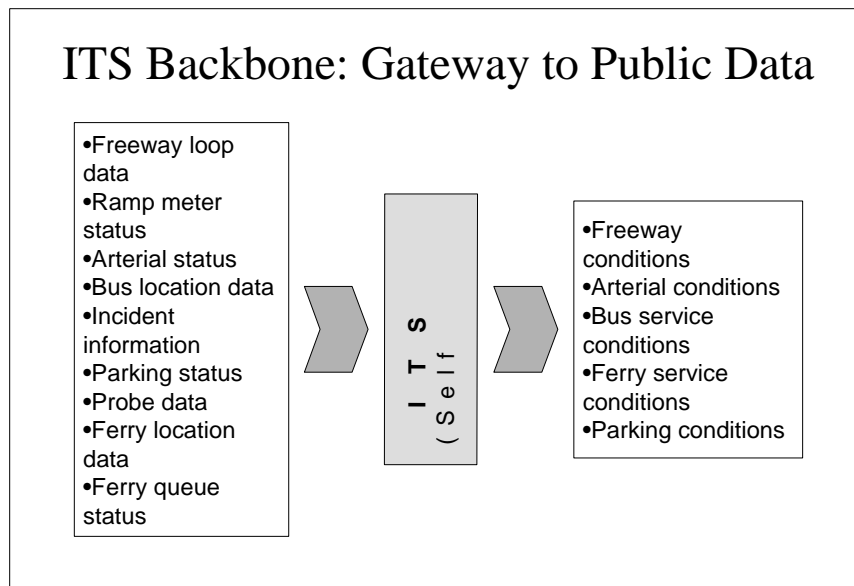 ITS Backbone: Gateway to Public Data
•Freeway loop
data
•Ramp meter
status
•Arterial status
•Bus location data
•Incident
information
•Parking status
•Probe data
•Ferry location
data
•Ferry queue
status
I T S
(Self
•Freeway
conditions
•Arterial conditions
•Bus service
conditions
•Ferry service
conditions
•Parking conditions